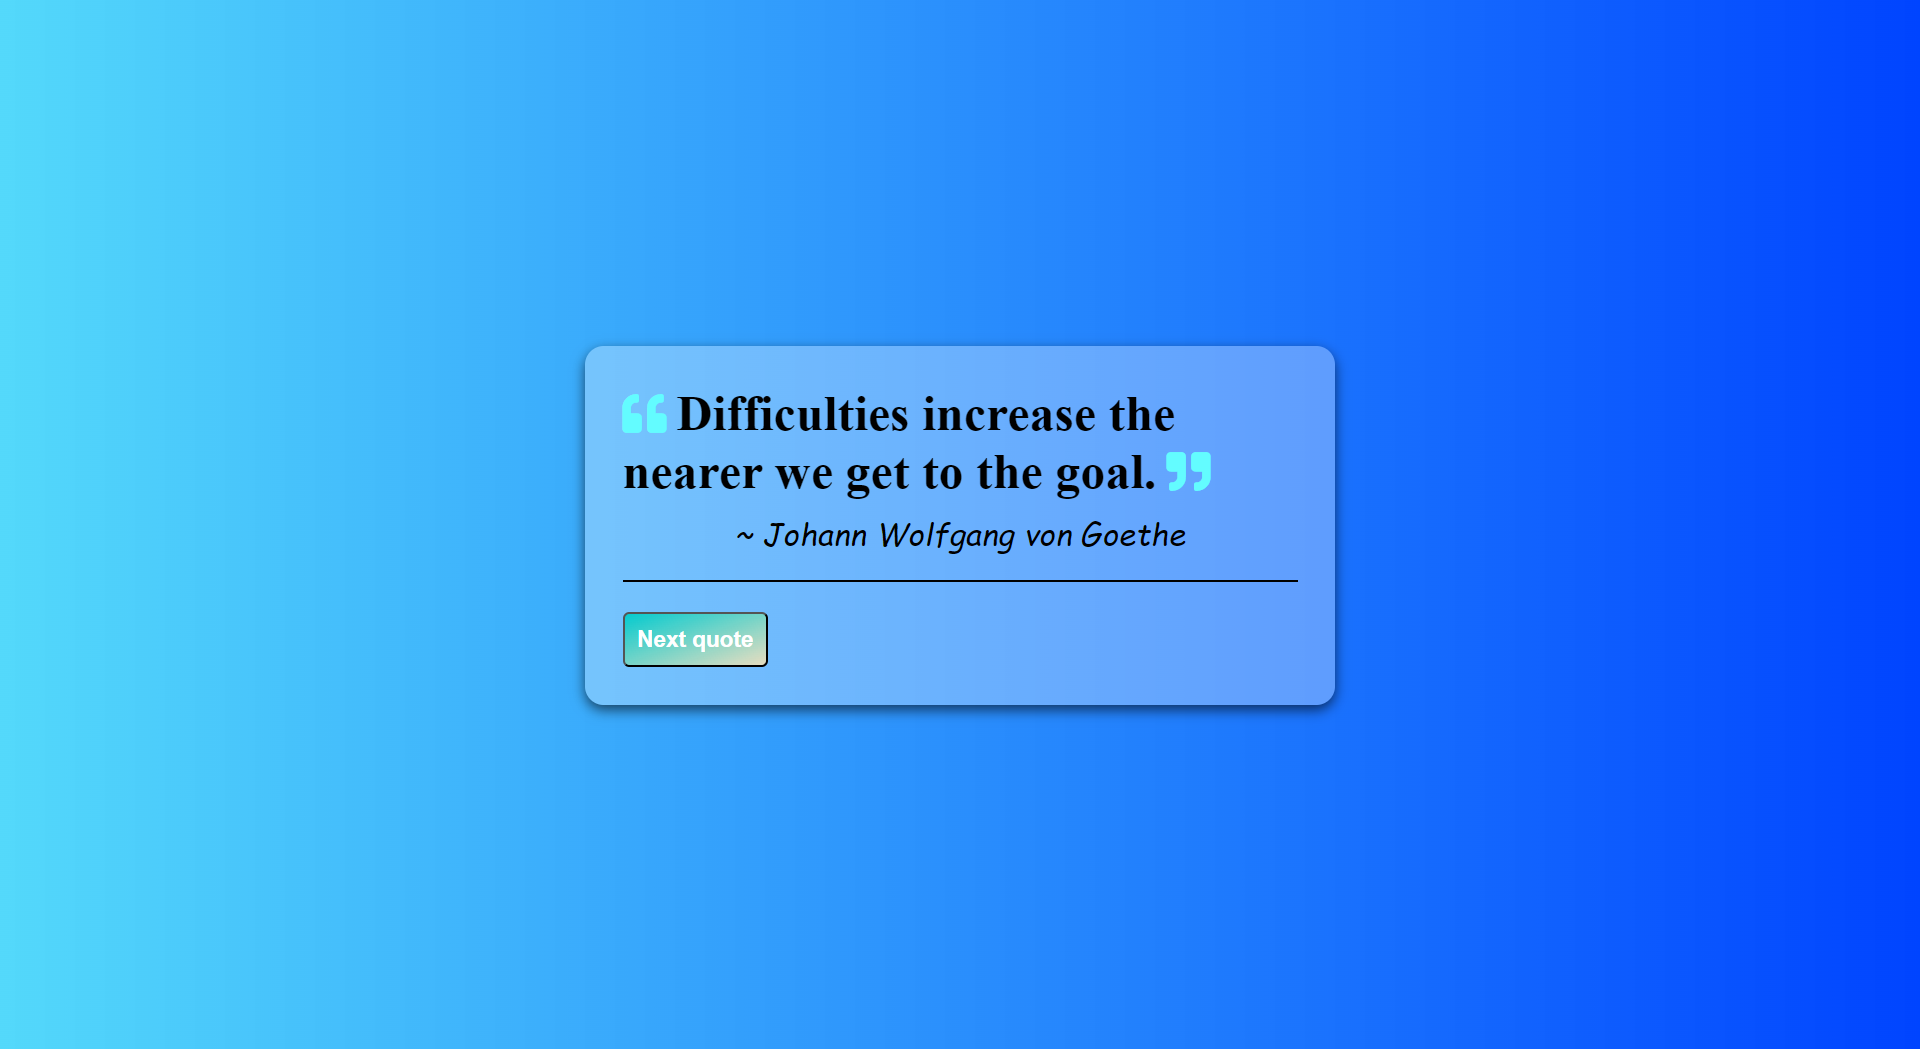 “ Difficulties increase the
nearer we get to the goal. ”
~ Johann Wolfgang von Goethe
Next quote